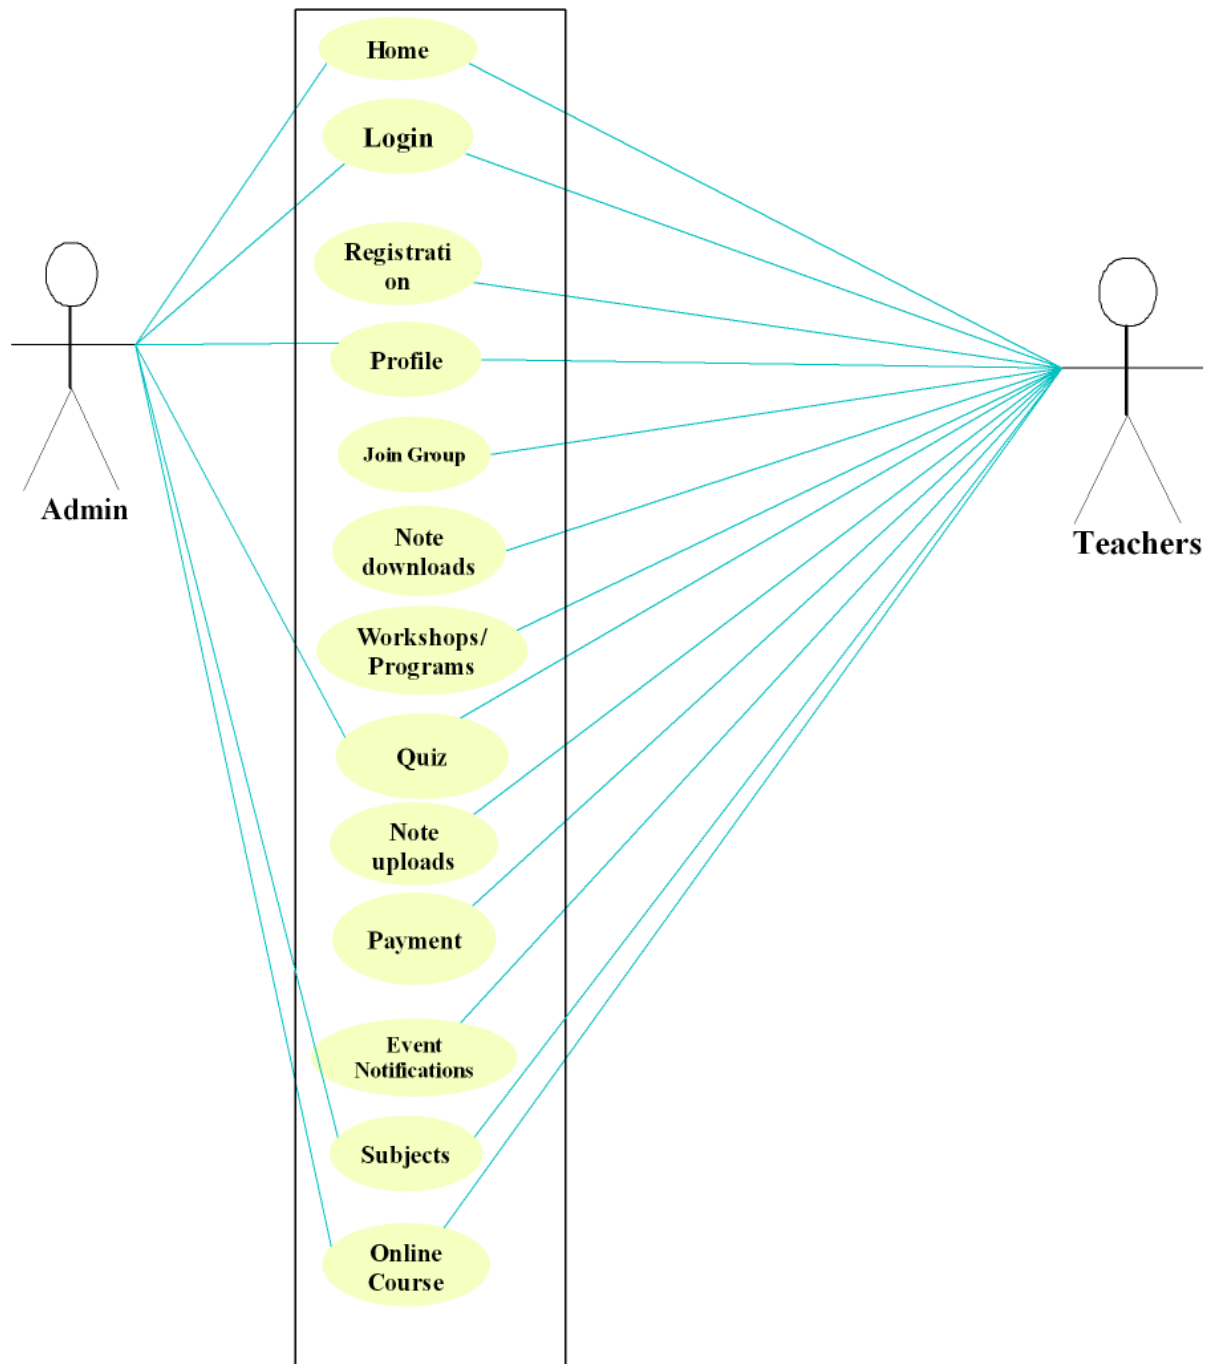 Home
Login
Registrati
on
Profile
Join Group
Admin
Teachers
Note
downloads
Workshops/
Programs
Quiz
Note
uploads
Payment
Event
Notifications
Subjects
Online
Course